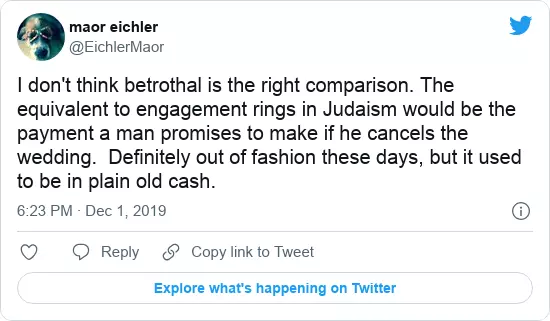 maor eichler
@EichlerMaor
I don't think betrothal is the right comparison. The
equivalent to engagement rings in Judaism would be the
payment a man promises to make if he cancels the
wedding.  Definitely out of fashion these days, but it used
to be in plain old cash.
6:23 PM · Dec 1, 2019
Reply Copy link to Tweet
Explore what's happening on Twitter